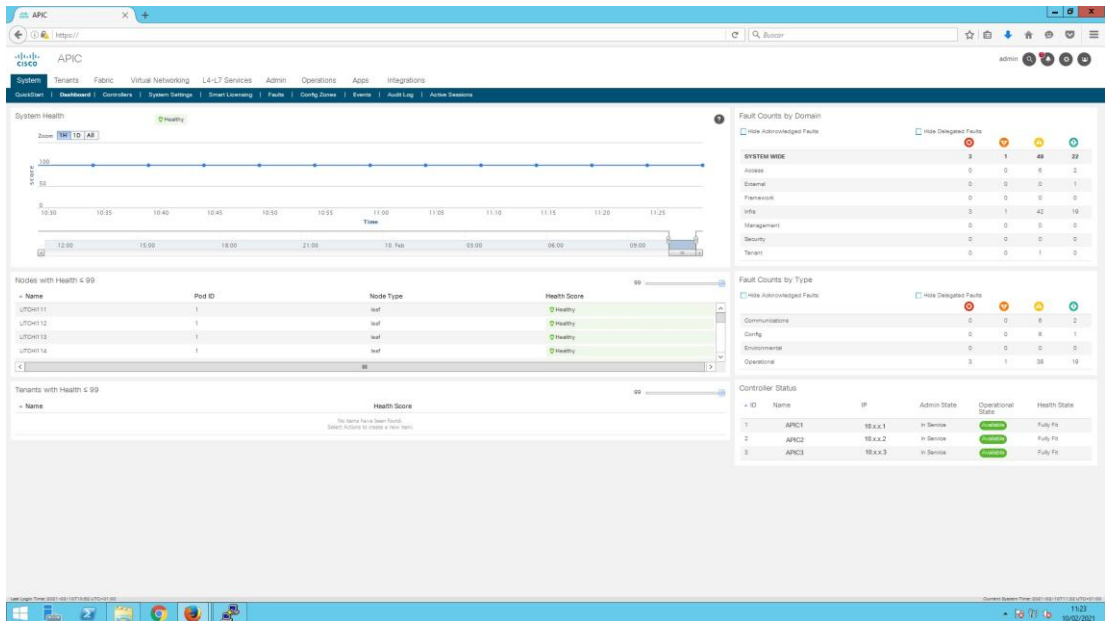 APIC
https://
Buscar
CISCO APIC
admin
System Tenants Fabric Virtual Networking L4-L7 Services Admin Operations Apps Integrations
QuickStart | Dashboard | Controllers | System Settings | Smart Licensing | Faults | Config Zones | Events | Audit Log | Active Sessions
System Health
Healthy
Zoom 1H 1D All
score
100
50
0
10:30 10:35 10:40 10:45 10:50 10:55 11:00 11:05 11:10 11:15 11:20 11:25
Time
12:00 15:00 18:00 21:00 10. Feb 03:00 06:00 09:00
Nodes with Health ≤ 99
99
Name Pod ID Node Type Health Score
1 leaf Healthy
1 leaf Healthy
1 leaf Healthy
1 leaf Healthy
Tenants with Health ≤ 99
99
Name Health Score
No items have been found.
Select Actions to create a new item.
Fault Counts by Domain
Hide Acknowledged Faults Hide Delegated Faults
SYSTEM WIDE 3 1 48 22
Access 0 0 6 2
External 0 0 0 1
Framework 0 0 0 0
Infra 3 1 42 19
Management 0 0 0 0
Security 0 0 0 0
Tenant 0 0 1 0
Fault Counts by Type
Hide Acknowledged Faults Hide Delegated Faults
Communications 0 0 6 2
Config 0 0 1
Environmental 0 0 0 0
Operational 3 1 38 19
Controller Status
ID Name IP Admin State Operational State Health State
1 APIC1 10.x.x.1 In Service Available Fully Fit
2 APIC2 10.x.x.2 In Service Available Fully Fit
3 APIC3 10.x.x.3 In Service Available Fully Fit
11:23
10/02/2021